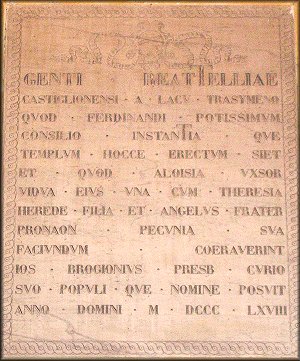 GENTI · REATTELLIAE
CASTIGLIONENSI · A · LACV · TRASYMENO
QVOD · FERDINANDI · POTISSIMVM
CONSILIO · INSTANTIA · QVE
TEMPLVM · HOCCE · ERECTVM · SIET
ET · QVOD · ALOISIA · VXSOR
VIDVA · EIVS · VNA · CVM · THERESIA
HEREDE · FILIA · ET · ANGELVS · FRATER
PRONAON · PECVNIA · SVA
FACIVNDVM · COERAVERINT
IOS · BROGIONIVS · PRESB · CVRIO
SVO · POPVLI · QVE · NOMINE · POSVIT
ANNO · DOMINI · M · DCCC · LXVIII